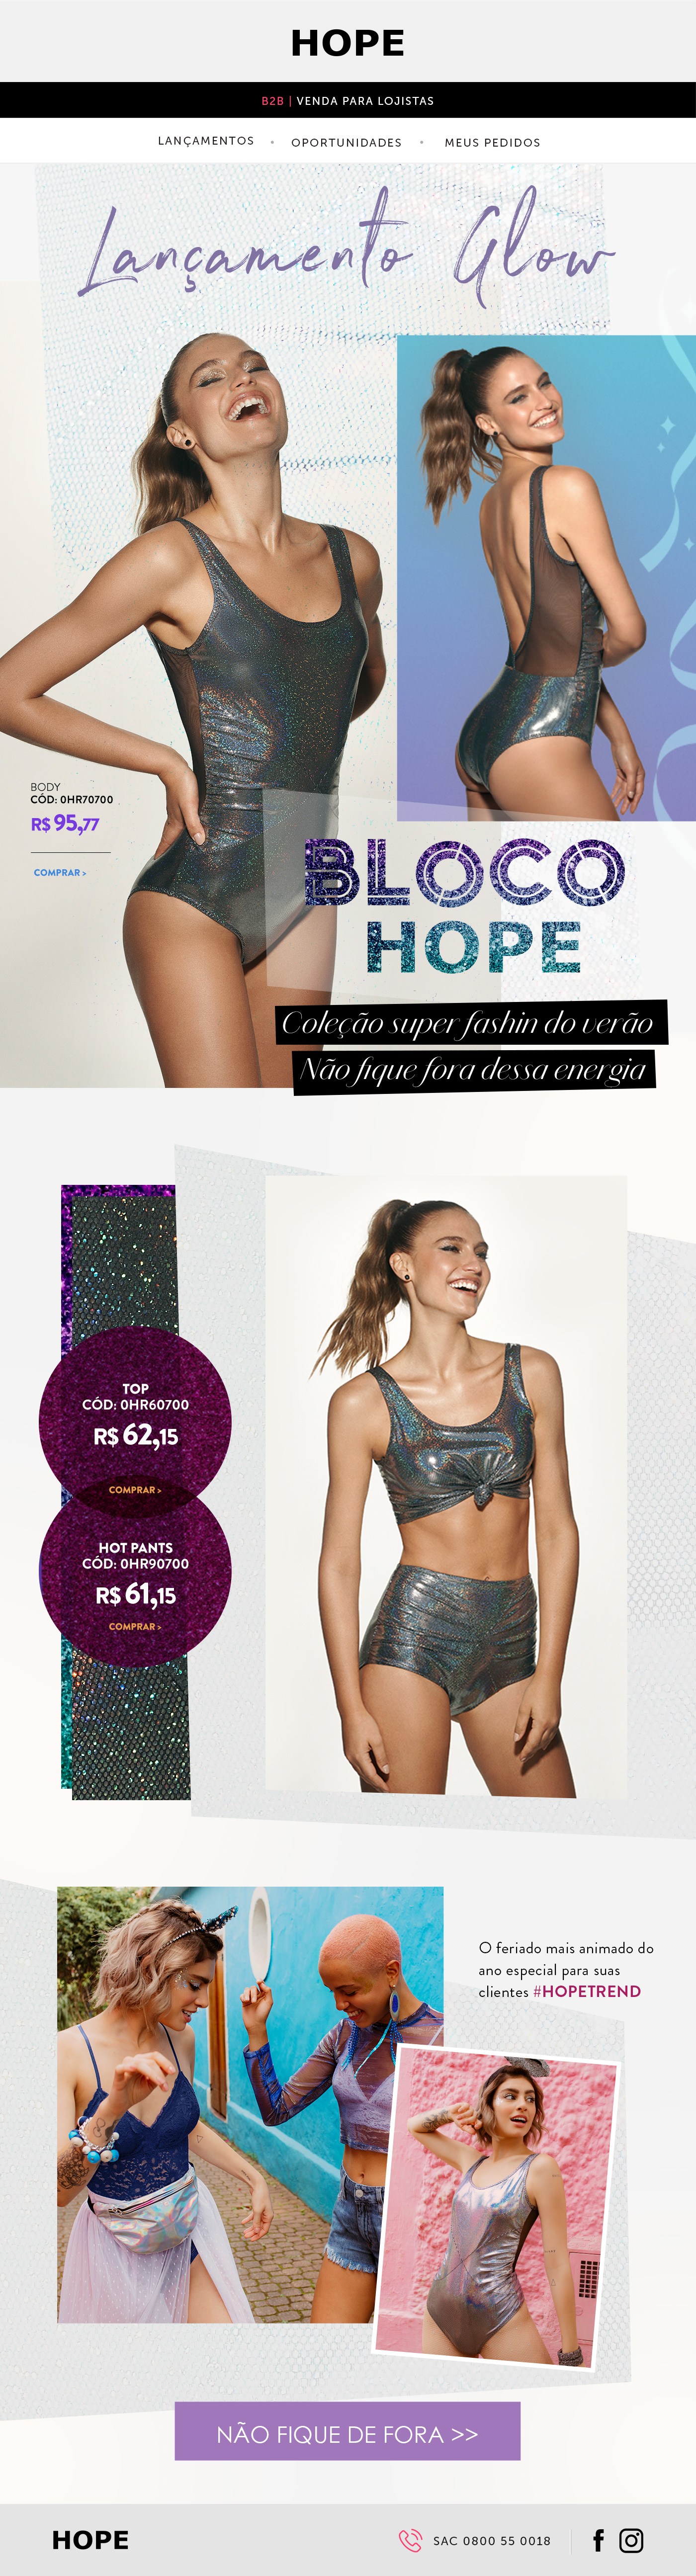 HOPE
B2B | VENDA PARA LOJISTAS
LANÇAMENTOS • OPORTUNIDADES • MEUS PEDIDOS
Lançamento Glow
BODY
CÓD: 0HR70700
R$ 95,77
COMPRAR >
BLOCO
HOPE
Coleção super fashin do verão
Não fique fora dessa energia
TOP
CÓD: 0HR60700
R$ 62,15
COMPRAR >
HOT PANTS
CÓD: 0HR90700
R$ 61,15
COMPRAR >
O feriado mais animado do
ano especial para suas
clientes #HOPETREND
NÃO FIQUE DE FORA >>
HOPE
SAC 0800 55 0018